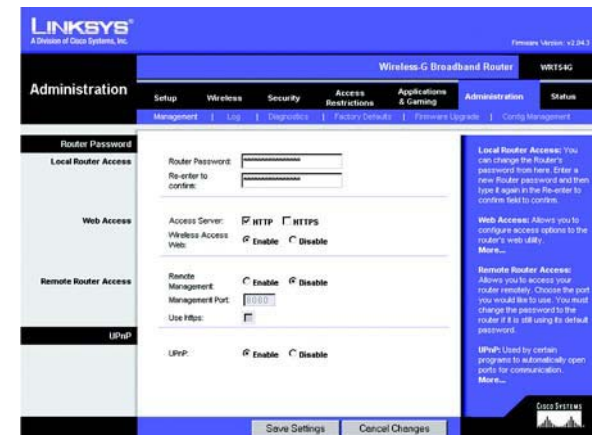 LINKSYS®
A Division of Cisco Systems, Inc.
Firmware Version: v2.04.3
Wireless-G Broadband Router WRT54G
Administration
Setup Wireless Security Access Restrictions Applications & Gaming Administration Status
Management | Log | Diagnostics | Factory Defaults | Firmware Upgrade | Config Management
Router Password
Local Router Access
Router Password:
Re-enter to
confirm:
Web Access
Access Server: HTTP HTTPS
Wireless Access
Web: Enable Disable
Remote Router Access
Remote
Management: Enable Disable
Management Port: 8080
Use https:
UPnP
UPnP: Enable Disable
Local Router Access: You
can change the Router's
password from here. Enter a
new Router password and then
type it again in the Re-enter to
confirm field to confirm.
Web Access: Allows you to
configure access options to the
router's web utility.
More...
Remote Router Access:
Allows you to access your
router remotely. Choose the port
you would like to use. You must
change the password to the
router if it is still using its default
password.
UPnP: Used by certain
programs to automatically open
ports for communication.
More...
Save Settings Cancel Changes
CISCO SYSTEMS